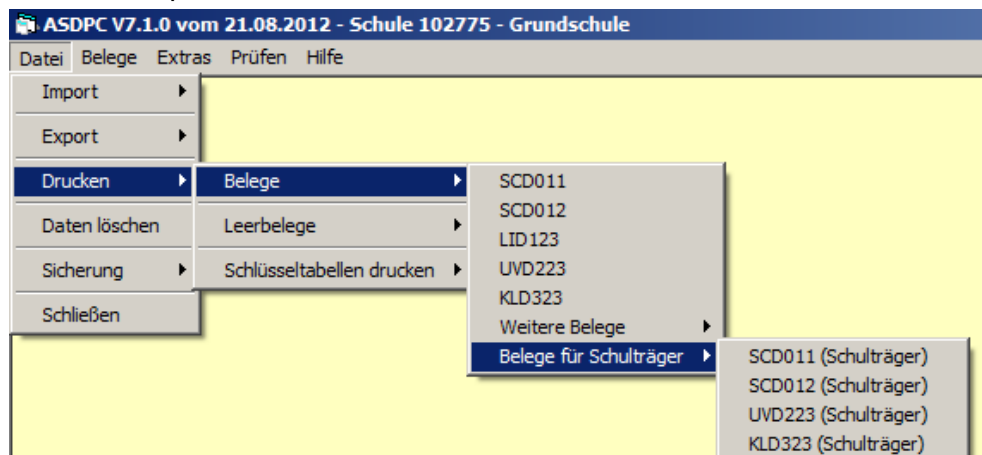 ASDPC V7.1.0 vom 21.08.2012 - Schule 102775 - Grundschule
Datei Belege Extras Prüfen Hilfe
Import
Export
Drucken
Daten löschen
Sicherung
Schließen
Belege
Leerbelege
Schlüsseltabellen drucken
SCD011
SCD012
LID123
UVD223
KLD323
Weitere Belege
Belege für Schulträger
SCD011 (Schulträger)
SCD012 (Schulträger)
UVD223 (Schulträger)
KLD323 (Schulträger)